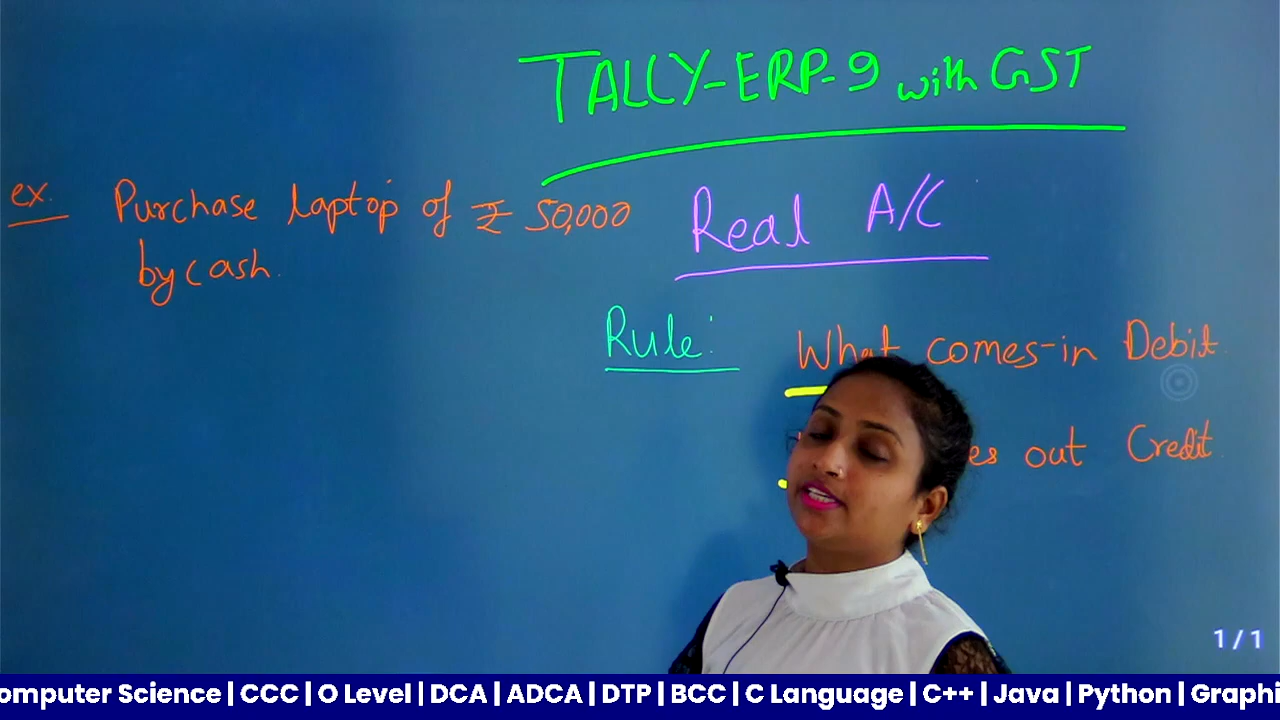 TALLY-ERP-9 with GST
ex. Purchase laptop of ₹ 50,000
by cash.
Real A/C
Rule:
What comes-in Debit
out Credit
1/1
omputer Science | CCC | O Level | DCA | ADCA | DTP | BCC | C Language | C++ | Java | Python | Graphi